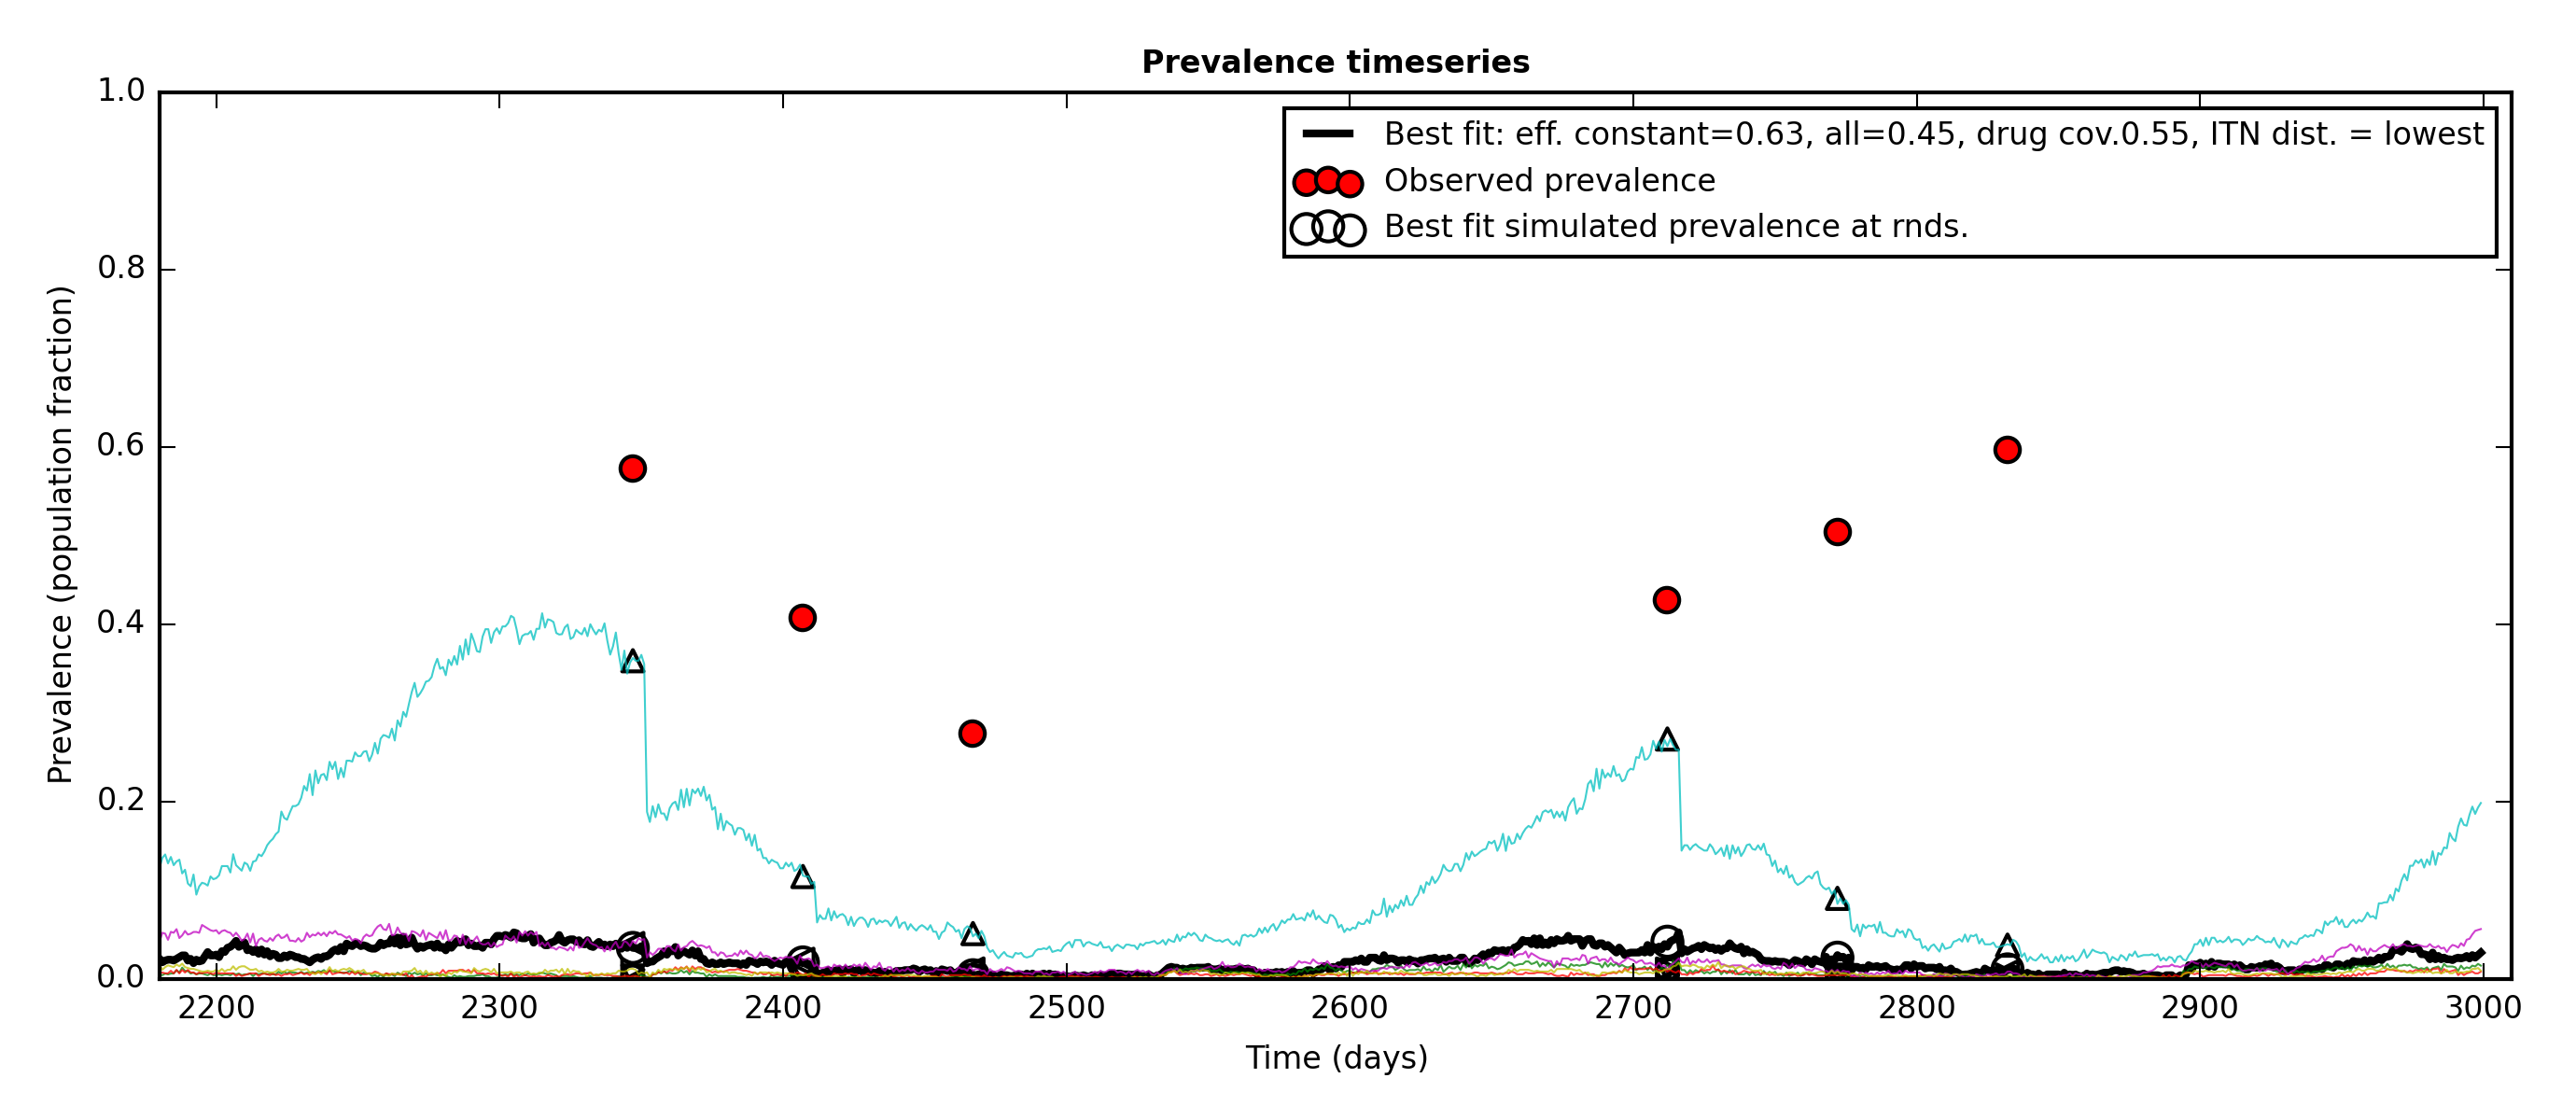 Prevalence timeseries
1.0
0.8
0.6
0.4
0.2
0.0
Prevalence (population fraction)
Best fit: eff. constant=0.63, all=0.45, drug cov.0.55, ITN dist. = lowest
Observed prevalence
Best fit simulated prevalence at rnds.
2200 2300 2400 2500 2600 2700 2800 2900 3000
Time (days)